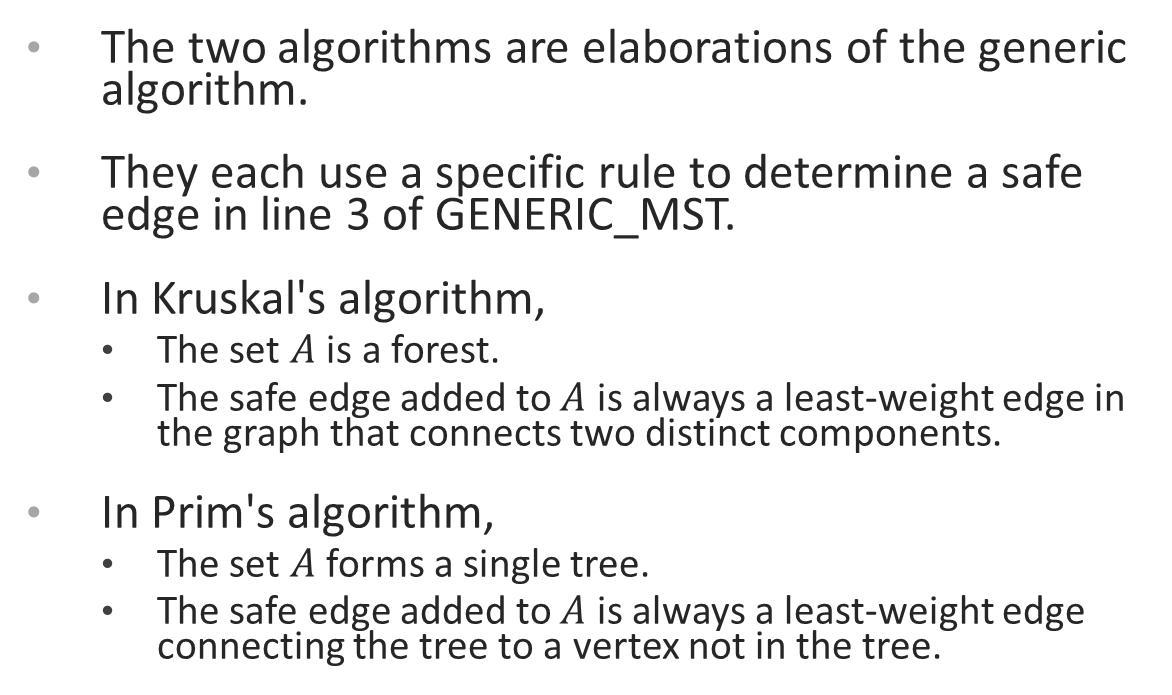 • The two algorithms are elaborations of the generic
algorithm.
• They each use a specific rule to determine a safe
edge in line 3 of GENERIC_MST.
• In Kruskal's algorithm,
• The set A is a forest.
• The safe edge added to A is always a least-weight edge in
the graph that connects two distinct components.
• In Prim's algorithm,
• The set A forms a single tree.
• The safe edge added to A is always a least-weight edge
connecting the tree to a vertex not in the tree.